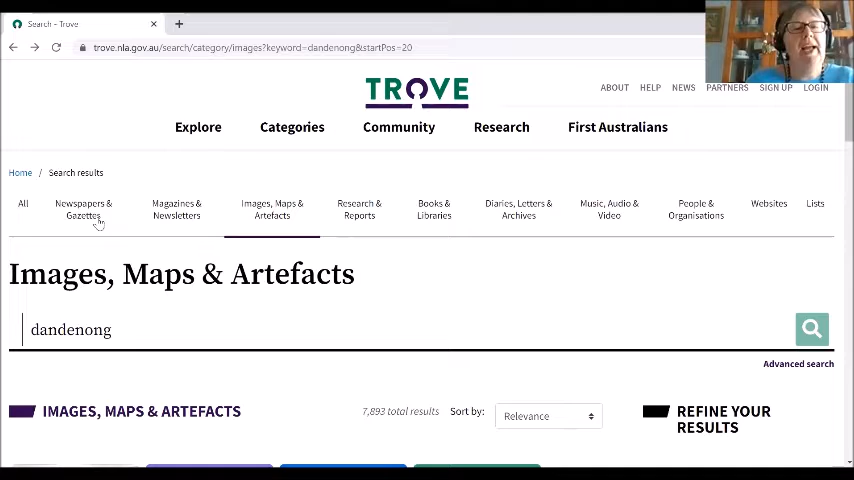 Search – Trove
trove.nla.gov.au/search/category/images?keyword=dandenong&startPos=20
TROVE
ABOUT HELP NEWS PARTNERS SIGN UP LOGIN
Explore Categories Community Research First Australians
Home / Search results
All
Newspapers &
Gazettes
Magazines &
Newsletters
Images, Maps &
Artefacts
Research &
Reports
Books &
Libraries
Diaries, Letters &
Archives
Music, Audio &
Video
People &
Organisations
Websites
Lists
Images, Maps & Artefacts
dandenong
Advanced search
IMAGES, MAPS & ARTEFACTS
7,893 total results
Sort by:
Relevance
REFINE YOUR
RESULTS